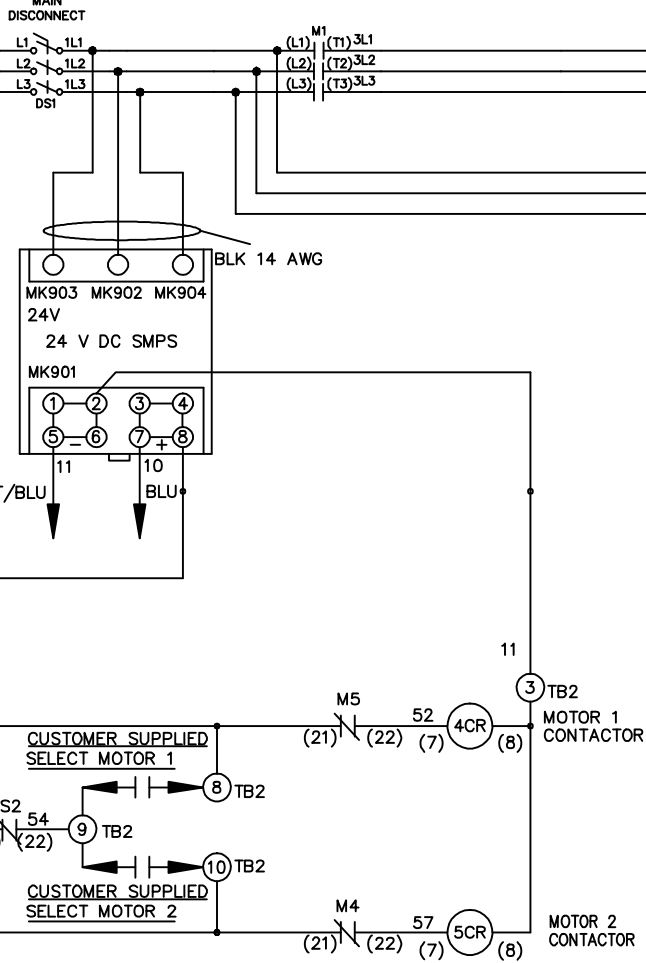 MAIN
DISCONNECT
L1 1L1
L2 1L2
L3 1L3
DS1
M1
(L1) (T1) 3L1
(L2) (T2) 3L2
(L3) (T3) 3L3
BLK 14 AWG
MK903 MK902 MK904
24V
24 V DC SMPS
MK901
1 2 3 4
5 - 6 7 + 8
11 10
T/BLU BLU
11
3 TB2
M5
(21) (22) 52 (7) 4CR (8)
MOTOR 1
CONTACTOR
CUSTOMER SUPPLIED
SELECT MOTOR 1
8 TB2
S2 54
(22)
9 TB2
10 TB2
CUSTOMER SUPPLIED
SELECT MOTOR 2
M4
(21) (22) 57 (7) 5CR (8)
MOTOR 2
CONTACTOR